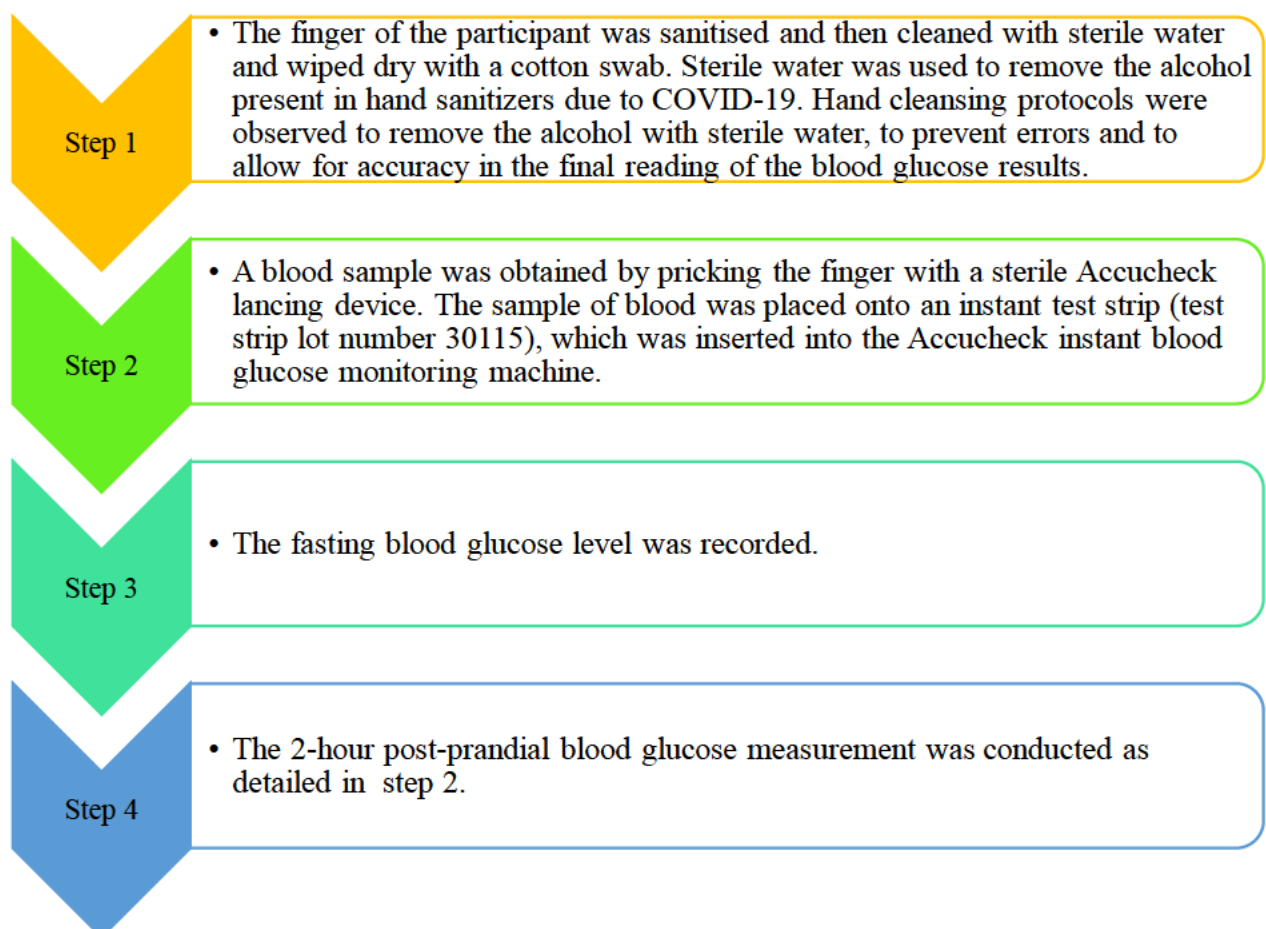 Step 1
• The finger of the participant was sanitised and then cleaned with sterile water
and wiped dry with a cotton swab. Sterile water was used to remove the alcohol
present in hand sanitizers due to COVID-19. Hand cleansing protocols were
observed to remove the alcohol with sterile water, to prevent errors and to
allow for accuracy in the final reading of the blood glucose results.
Step 2
• A blood sample was obtained by pricking the finger with a sterile Accucheck
lancing device. The sample of blood was placed onto an instant test strip (test
strip lot number 30115), which was inserted into the Accucheck instant blood
glucose monitoring machine.
Step 3
• The fasting blood glucose level was recorded.
Step 4
• The 2-hour post-prandial blood glucose measurement was conducted as
detailed in step 2.